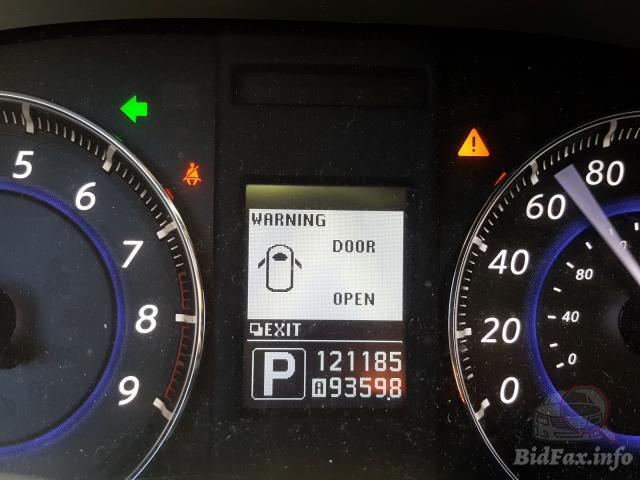 5
6
7
8
9
WARNING
DOOR
OPEN
EXIT
P 121185
A 93598
80
60
40
20
0
80
40
0
BidFax.info